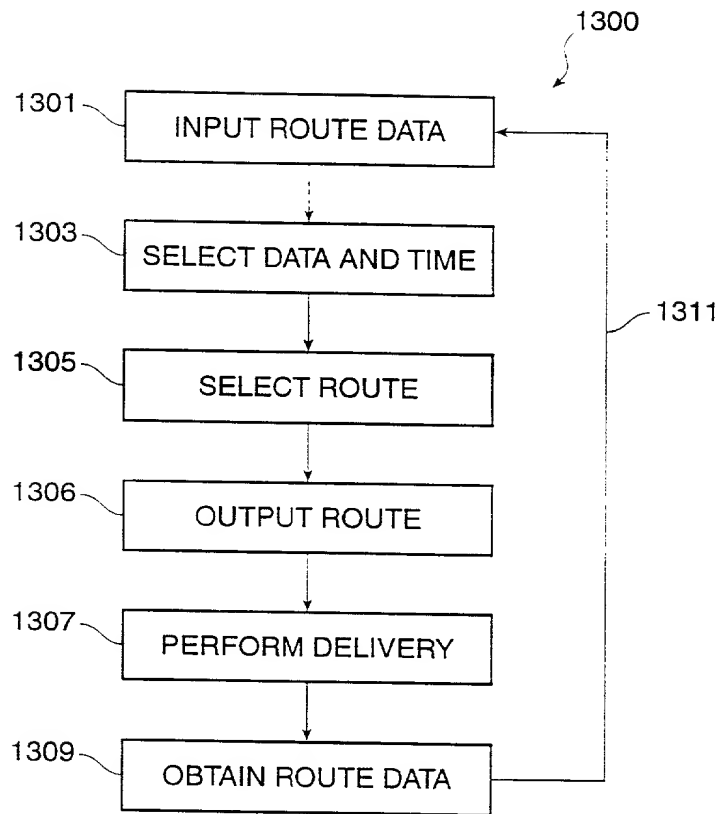 1300
1301
INPUT ROUTE DATA
1303
SELECT DATA AND TIME
1311
1305
SELECT ROUTE
1306
OUTPUT ROUTE
1307
PERFORM DELIVERY
1309
OBTAIN ROUTE DATA